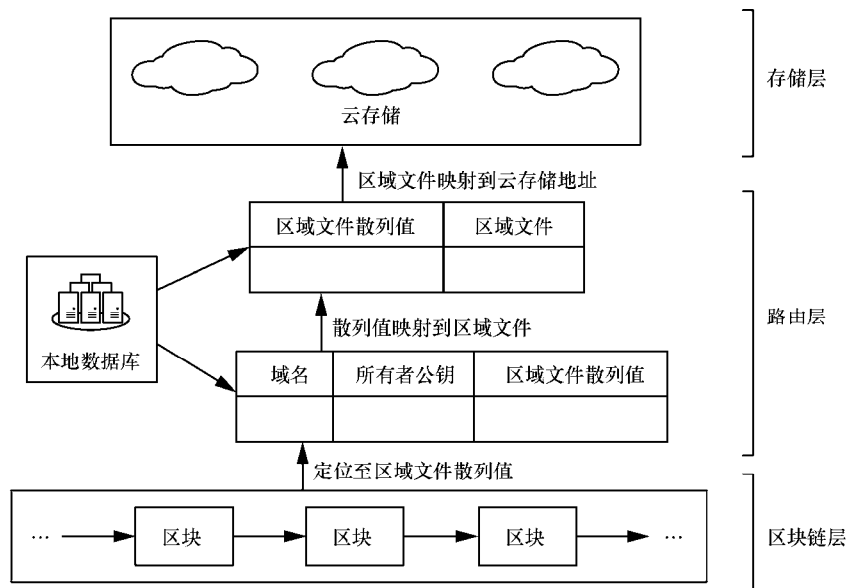 云存储
存储层
区域文件映射到云存储地址
区域文件散列值 区域文件
本地数据库
散列值映射到区域文件
路由层
域名 所有者公钥 区域文件散列值
定位至区域文件散列值
… 区块 区块 区块 …
区块链层